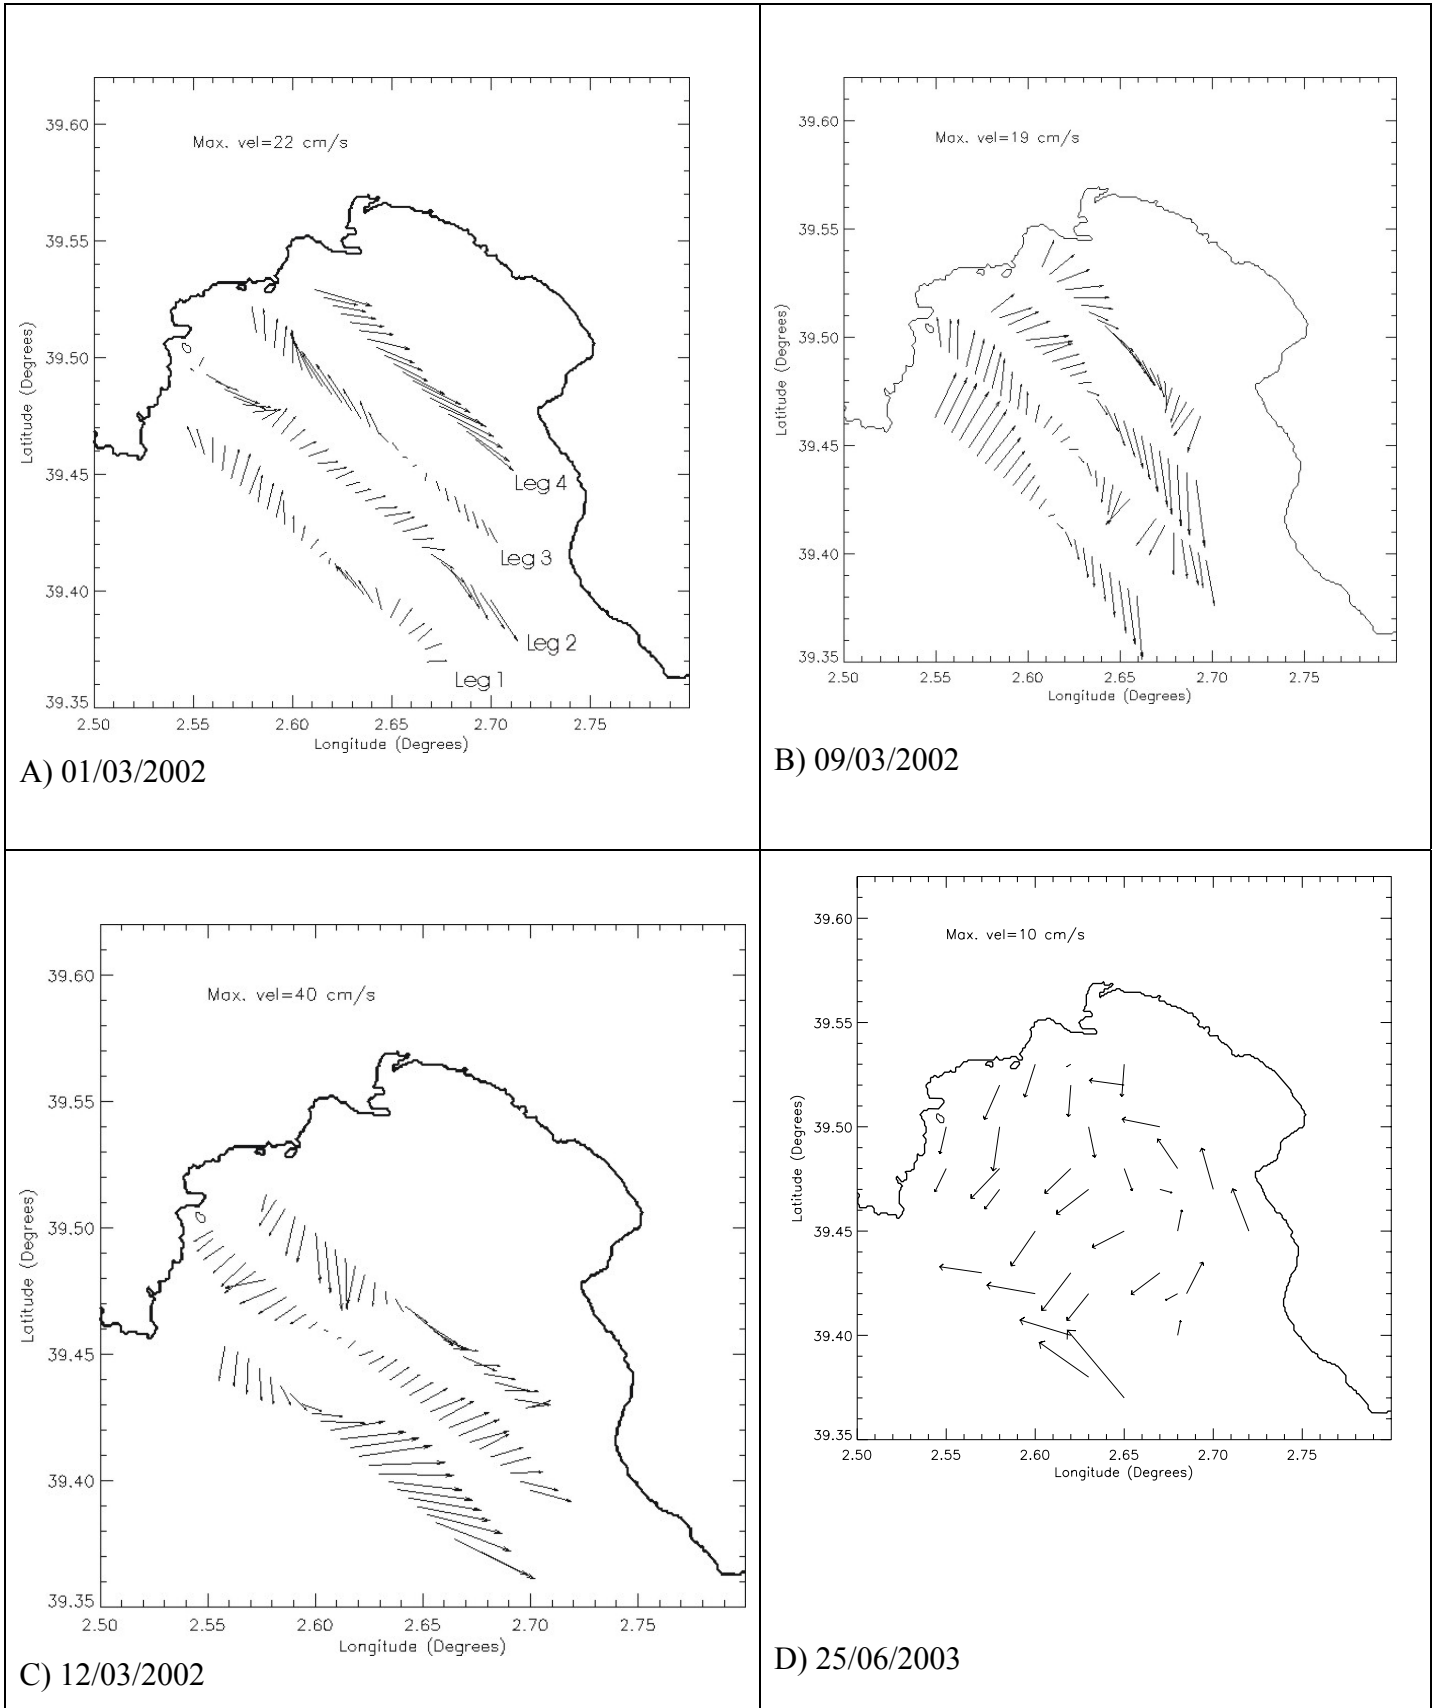 Max. vel=22 cm/s
39.60
39.55
39.50
39.45
39.40
39.35
Latitude (Degrees)
Leg 4
Leg 3
Leg 2
Leg 1
2.50 2.55 2.60 2.65 2.70 2.75
Longitude (Degrees)
A) 01/03/2002
Max. vel=19 cm/s
39.60
39.55
39.50
39.45
39.40
39.35
Latitude (Degrees)
2.50 2.55 2.60 2.65 2.70 2.75
Longitude (Degrees)
B) 09/03/2002
Max. vel=40 cm/s
39.60
39.55
39.50
39.45
39.40
39.35
Latitude (Degrees)
2.50 2.55 2.60 2.65 2.70 2.75
Longitude (Degrees)
C) 12/03/2002
Max. vel=10 cm/s
39.60
39.55
39.50
39.45
39.40
39.35
Latitude (Degrees)
2.50 2.55 2.60 2.65 2.70 2.75
Longitude (Degrees)
D) 25/06/2003